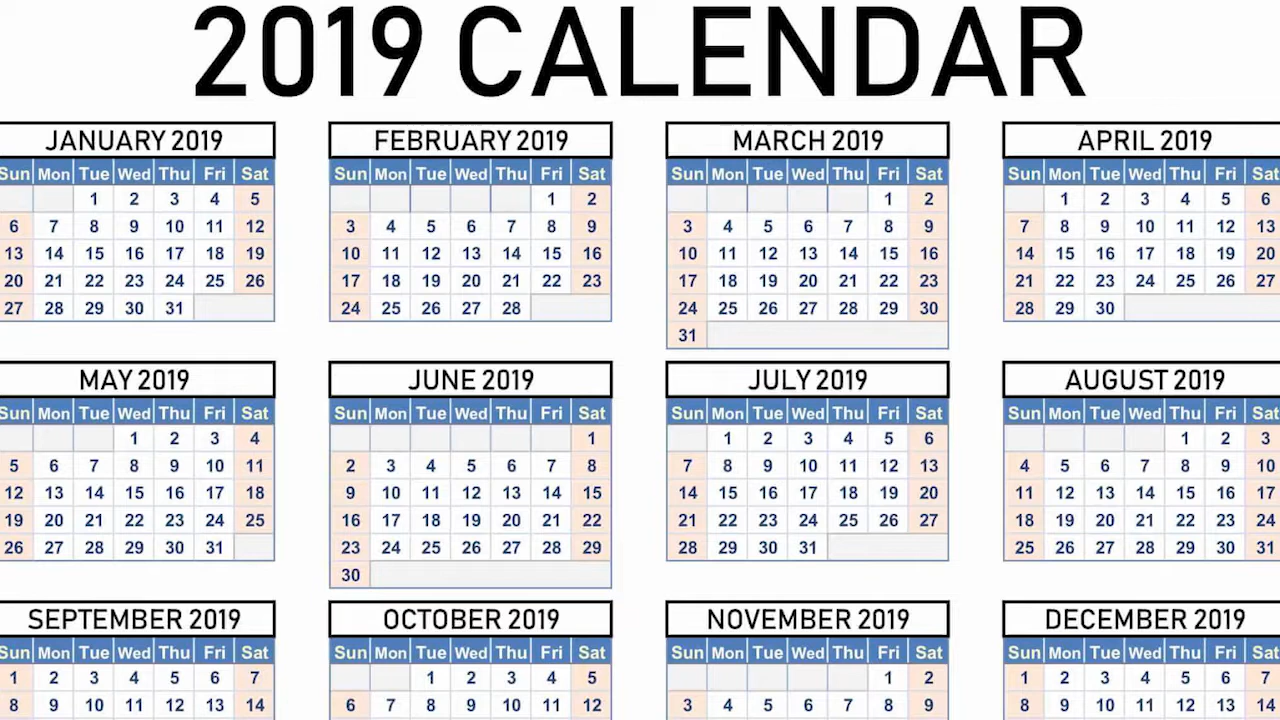 2019 CALENDAR
JANUARY 2019 FEBRUARY 2019 MARCH 2019 APRIL 2019
Sun Mon Tue Wed Thu Fri Sat Sun Mon Tue Wed Thu Fri Sat Sun Mon Tue Wed Thu Fri Sat Sun Mon Tue Wed Thu Fri Sat
1 2 3 4 5 1 2 1 2 1 2 3 4 5 6
6 7 8 9 10 11 12 3 4 5 6 7 8 9 3 4 5 6 7 8 9 7 8 9 10 11 12 13
13 14 15 16 17 18 19 10 11 12 13 14 15 16 10 11 12 13 14 15 16 14 15 16 17 18 19 20
20 21 22 23 24 25 26 17 18 19 20 21 22 23 17 18 19 20 21 22 23 21 22 23 24 25 26 27
27 28 29 30 31 24 25 26 27 28 24 25 26 27 28 29 30 28 29 30
31
MAY 2019 JUNE 2019 JULY 2019 AUGUST 2019
Sun Mon Tue Wed Thu Fri Sat Sun Mon Tue Wed Thu Fri Sat Sun Mon Tue Wed Thu Fri Sat Sun Mon Tue Wed Thu Fri Sat
1 2 3 4 1 1 2 3 4 5 6 1 2 3
5 6 7 8 9 10 11 2 3 4 5 6 7 8 7 8 9 10 11 12 13 4 5 6 7 8 9 10
12 13 14 15 16 17 18 9 10 11 12 13 14 15 14 15 16 17 18 19 20 11 12 13 14 15 16 17
19 20 21 22 23 24 25 16 17 18 19 20 21 22 21 22 23 24 25 26 27 18 19 20 21 22 23 24
26 27 28 29 30 31 23 24 25 26 27 28 29 28 29 30 31 25 26 27 28 29 30 31
30
SEPTEMBER 2019 OCTOBER 2019 NOVEMBER 2019 DECEMBER 2019
Sun Mon Tue Wed Thu Fri Sat Sun Mon Tue Wed Thu Fri Sat Sun Mon Tue Wed Thu Fri Sat Sun Mon Tue Wed Thu Fri Sat
1 2 3 4 5 6 7 1 2 3 4 5 1 2 1 2 3 4 5 6 7
8 9 10 11 12 13 14 6 7 8 9 10 11 12 3 4 5 6 7 8 9 8 9 10 11 12 13 14